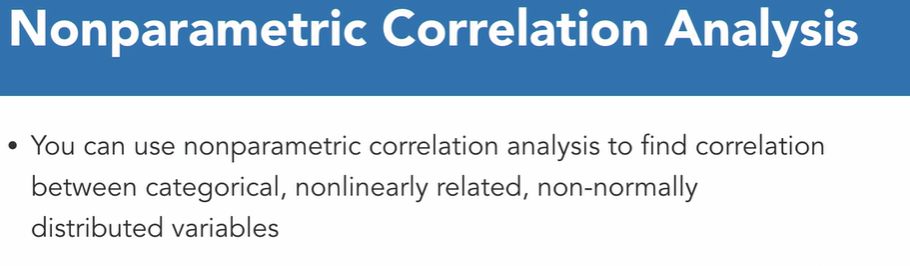 Nonparametric Correlation Analysis
• You can use nonparametric correlation analysis to find correlation
between categorical, nonlinearly related, non-normally
distributed variables